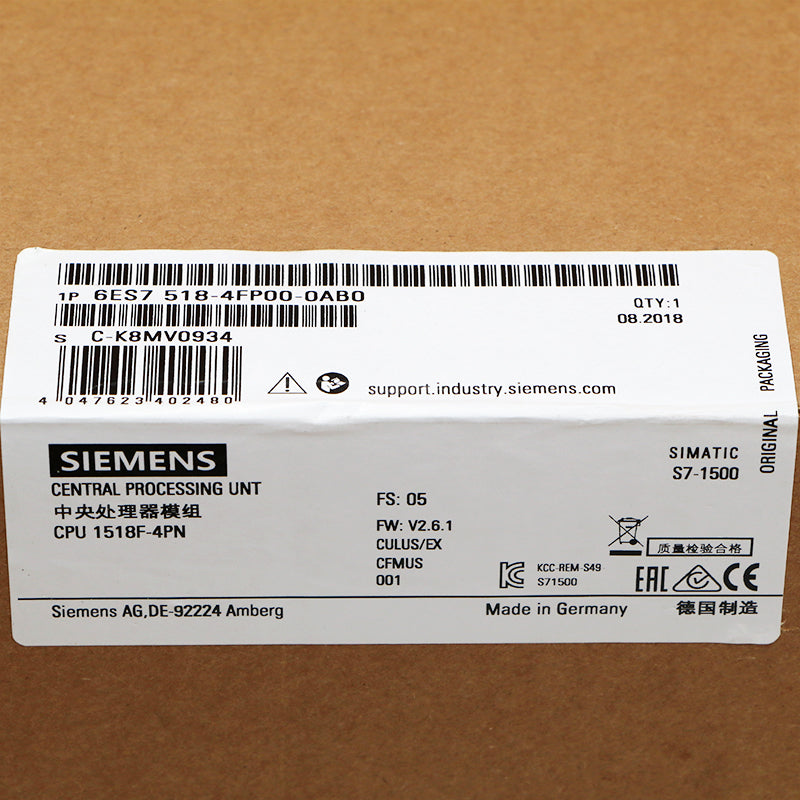 1P 6ES7 518-4FP00-0AB0
QTY:1
08.2018
S C-K8MV0934
4 047623 402480
support.industry.siemens.com
ORIGINAL PACKAGING
SIEMENS
SIMATIC
S7-1500
CENTRAL PROCESSING UNT
中央处理器模组
CPU 1518F-4PN
FS: 05
FW: V2.6.1
CULUS/EX
CFMUS
001
KCC-REM-S49-
S71500
质量检验合格
EAC CE
Siemens AG,DE-92224 Amberg
Made in Germany
德国制造